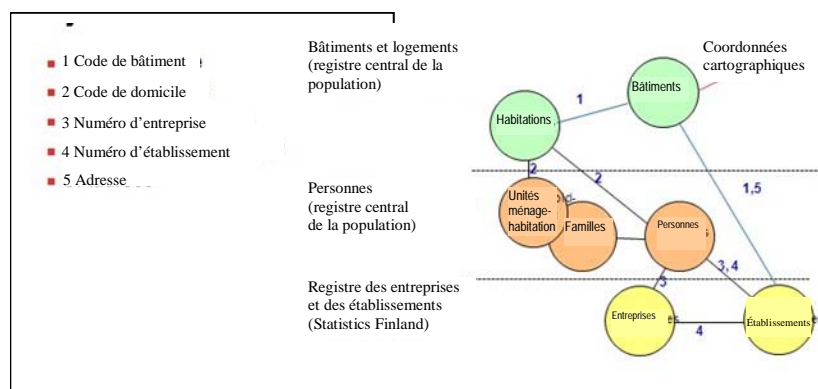 1 Code de bâtiment
2 Code de domicile
3 Numéro d'entreprise
4 Numéro d'établissement
5 Adresse
Bâtiments et logements
(registre central de la
population)
Personnes
(registre central
de la population)
Registre des entreprises
et des établissements
(Statistics Finland)
Coordonnées
cartographiques
Bâtiments
1
Habitations
2
2
1,5
Unités
ménage-
habitation
Familles
Personnes
3, 4
3
Entreprises
4
Établissements